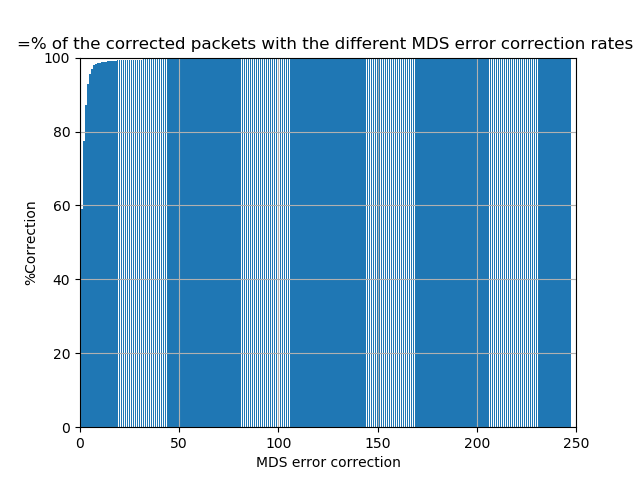 =% of the corrected packets with the different MDS error correction rates
100
80
60
40
20
0
%Correction
0 50 100 150 200 250
MDS error correction